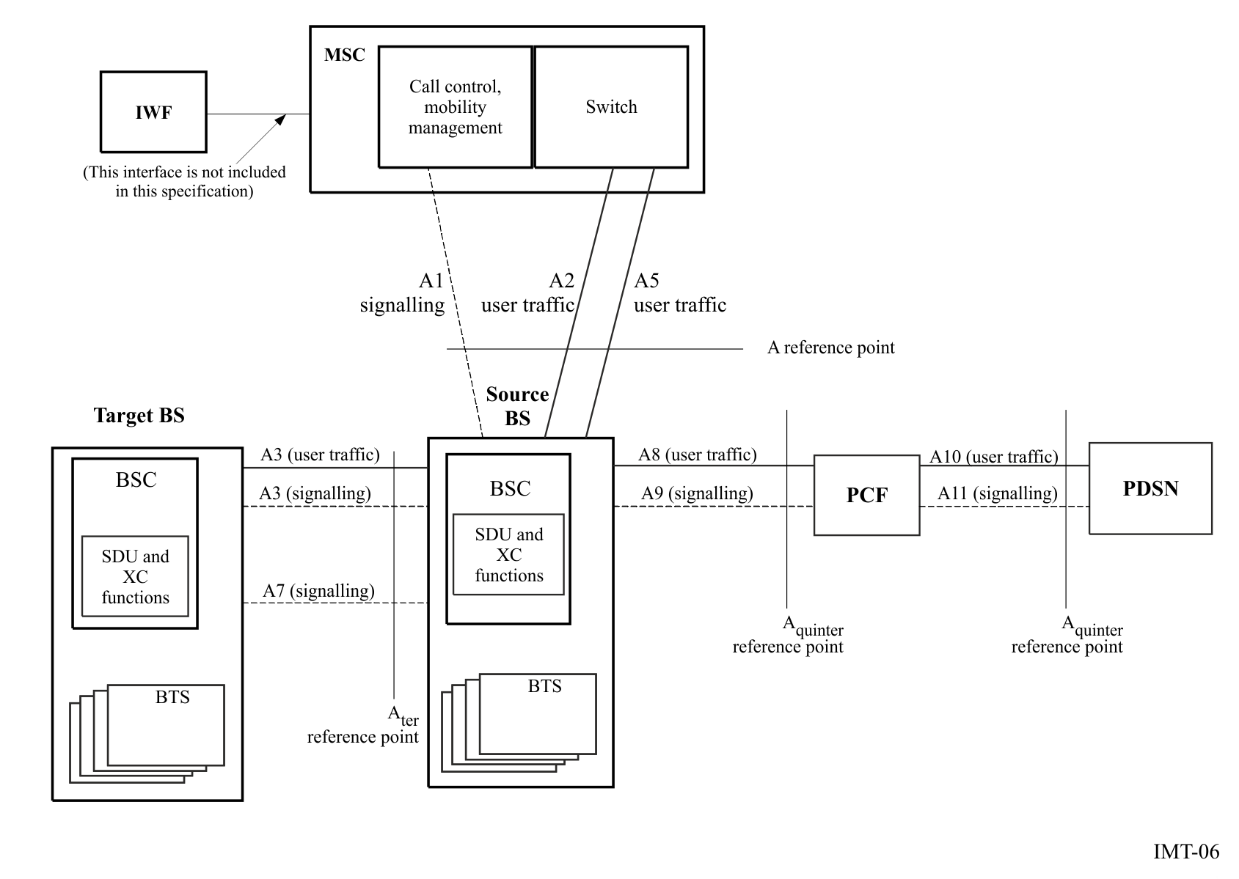 MSC
Call control,
mobility
management
Switch
IWF
(This interface is not included
in this specification)
A1
signalling
A2
user traffic
A5
user traffic
A reference point
Source
BS
Target BS
BSC
SDU and
XC
functions
BTS
A3 (user traffic)
A3 (signalling)
A7 (signalling)
Ater
reference point
BSC
SDU and
XC
functions
BTS
A8 (user traffic)
A9 (signalling)
PCF
A10 (user traffic)
A11 (signalling)
PDSN
Aquinter
reference point
Aquinter
reference point
IMT-06